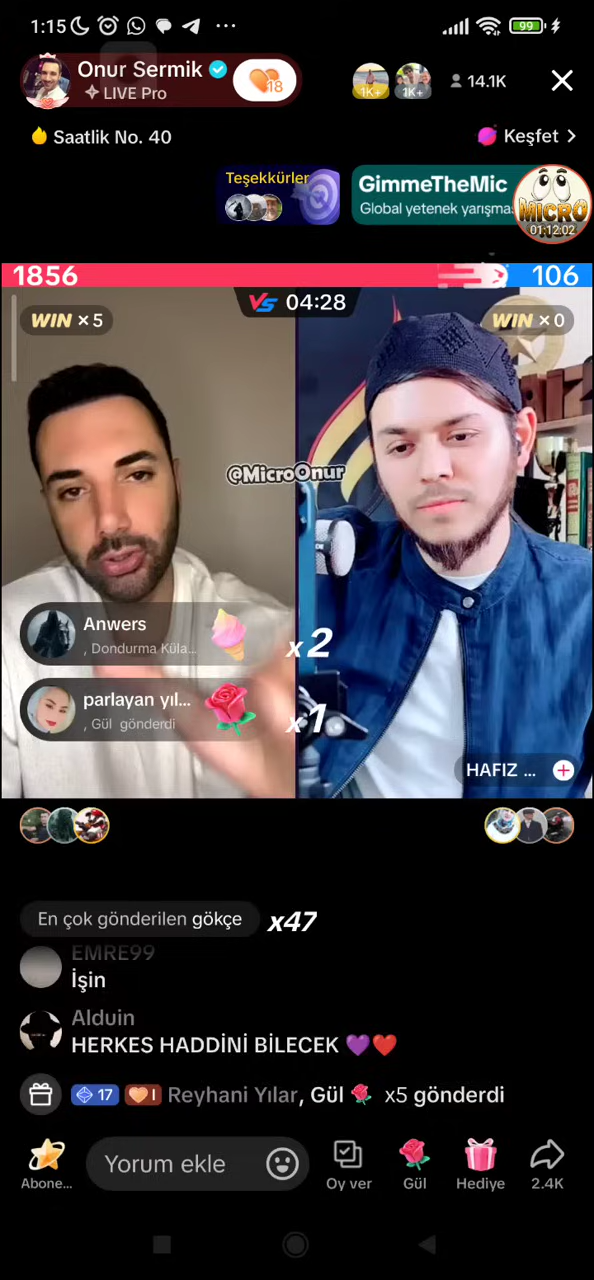 1:15
99
Onur Sermik
LIVE Pro
18
1K+
1K+
14.1K
Saatlik No. 40
Keşfet
Teşekkürler
GimmeTheMic
Global yetenek yarışma
MICRO
01:12:02
1856
106
VS 04:28
WIN ×5
WIN ×0
@MicroOnur
Anwers
, Dondurma Küla...
x2
parlayan yıl...
, Gül gönderdi
x1
HAFIZ ...
En çok gönderilen gökçe
x47
EMRE99
İşin
Alduin
HERKES HADDİNİ BİLECEK 💜❤️
17
I
Reyhani Yılar, Gül 🌹 x5 gönderdi
Abone...
Yorum ekle
Oy ver
Gül
Hediye
2.4K